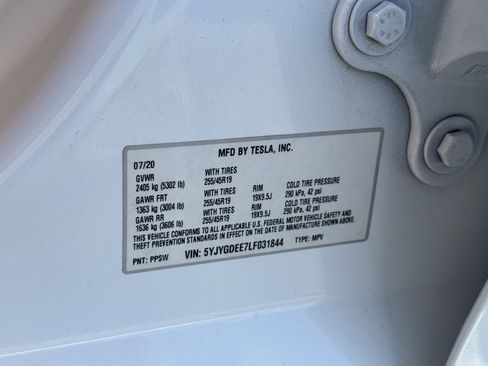 MFD BY TESLA, INC.
07/20
GVWR WITH TIRES
2405 kg (5302 lb) 255/45R19
GAWR FRT WITH TIRES RIM COLD TIRE PRESSURE
1363 kg (3004 lb) 255/45R19 19X9.5J 290 kPa, 42 psi
GAWR RR WITH TIRES RIM COLD TIRE PRESSURE
1636 kg (3606 lb) 255/45R19 19X9.5J 290 kPa, 42 psi
THIS VEHICLE CONFORMS TO ALL APPLICABLE U.S. FEDERAL MOTOR VEHICLE SAFETY AND
THEFT PREVENTION STANDARDS IN EFFECT ON THE DATE OF MANUFACTURE SHOWN ABOVE.
PNT: PPSW VIN: 5YJYGDEE7LF031844 TYPE: MPV